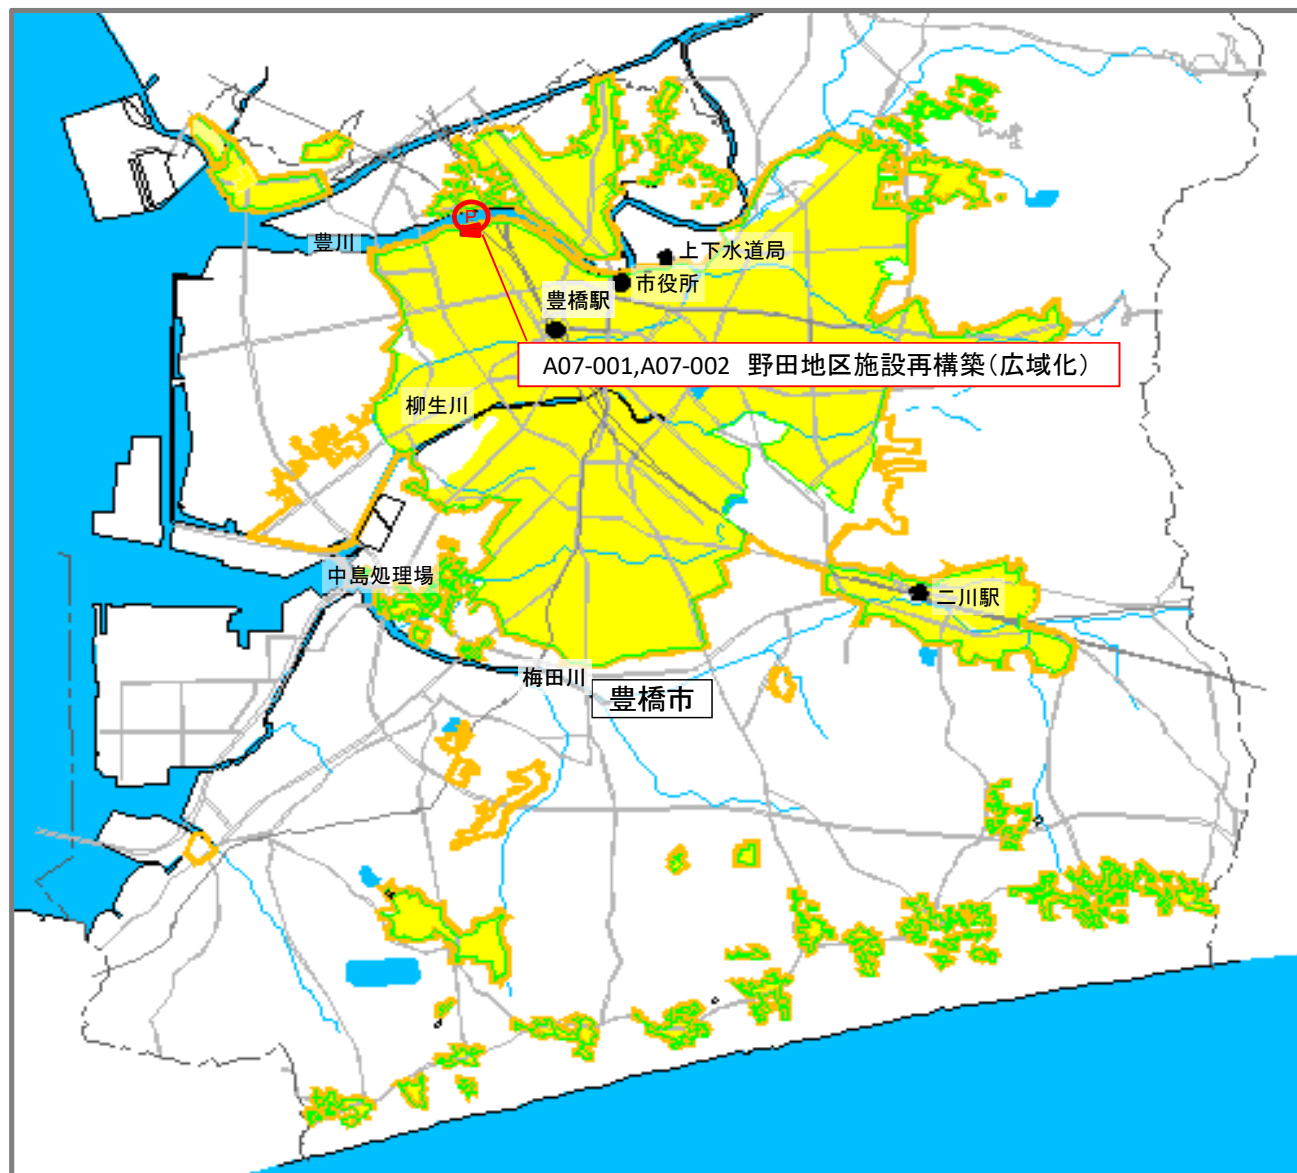 P
豊川
上下水道局
市役所
豊橋駅
A07-001,A07-002 野田地区施設再構築（広域化）
柳生川
中島処理場
二川駅
梅田川
豊橋市